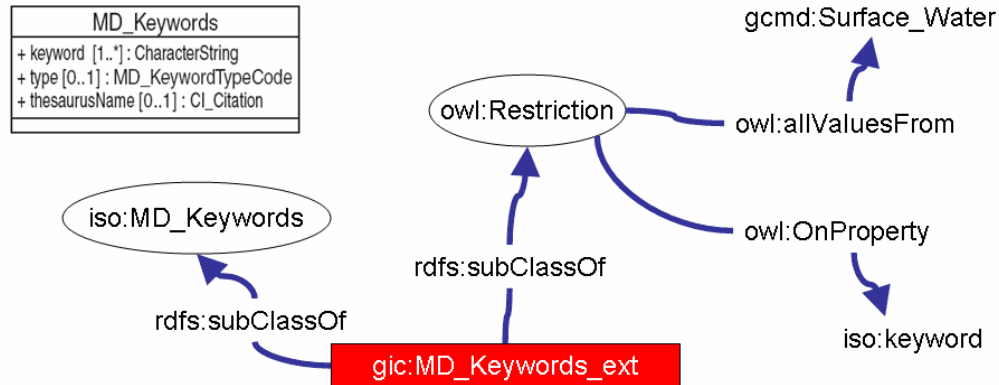 MD_Keywords
+ keyword [1..*] : CharacterString
+ type [0..1] : MD_KeywordTypeCode
+ thesaurusName [0..1] : CI_Citation
gcmd:Surface_Water
owl:Restriction
owl:allValuesFrom
iso:MD_Keywords
owl:OnProperty
rdfs:subClassOf
rdfs:subClassOf
iso:keyword
gic:MD_Keywords_ext